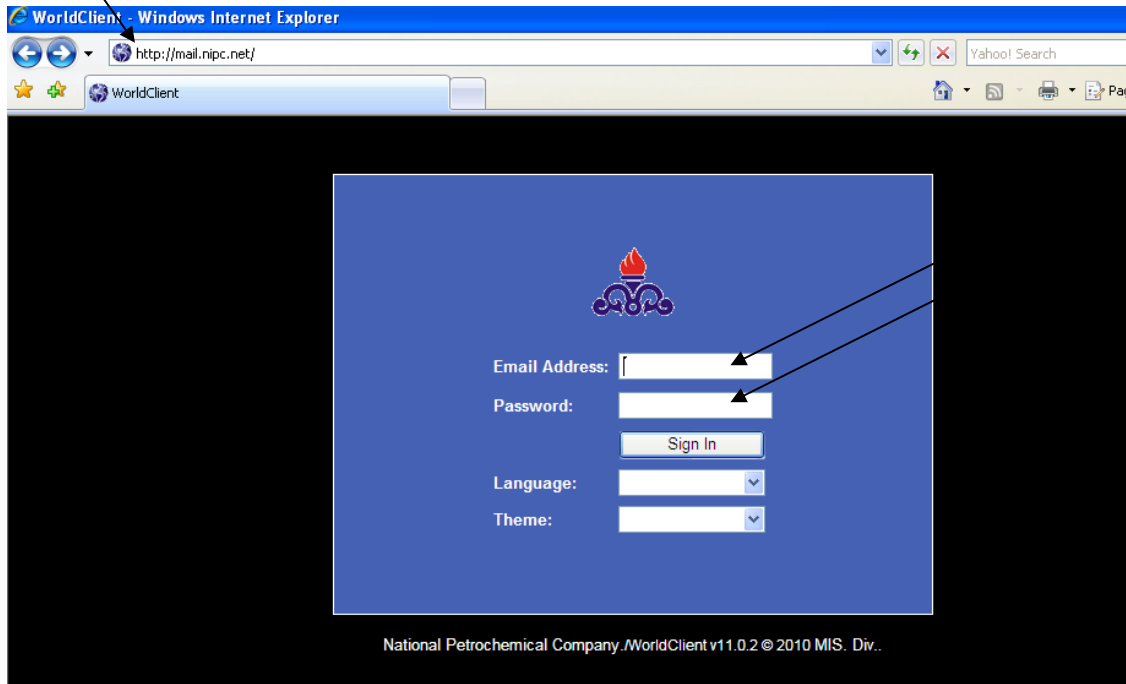 WorldClient - Windows Internet Explorer
http://mail.nipc.net/
Yahoo! Search
WorldClient
Pag
Email Address:
Password:
Sign In
Language:
Theme:
National Petrochemical Company./WorldClient v11.0.2 © 2010 MIS. Div..